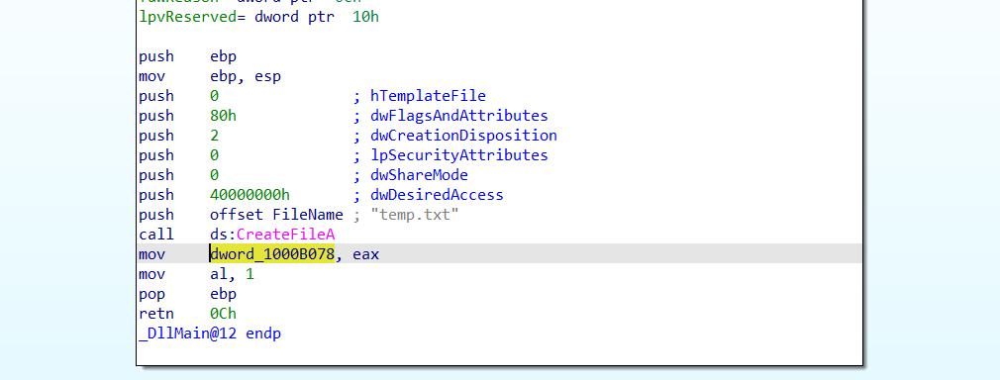 lpvReserved= dword ptr  10h
push    ebp
mov     ebp, esp
push    0               ; hTemplateFile
push    80h             ; dwFlagsAndAttributes
push    2               ; dwCreationDisposition
push    0               ; lpSecurityAttributes
push    0               ; dwShareMode
push    40000000h       ; dwDesiredAccess
push    offset FileName ; "temp.txt"
call    ds:CreateFileA
mov     dword_1000B078, eax
mov     al, 1
pop     ebp
retn    0Ch
_DllMain@12 endp